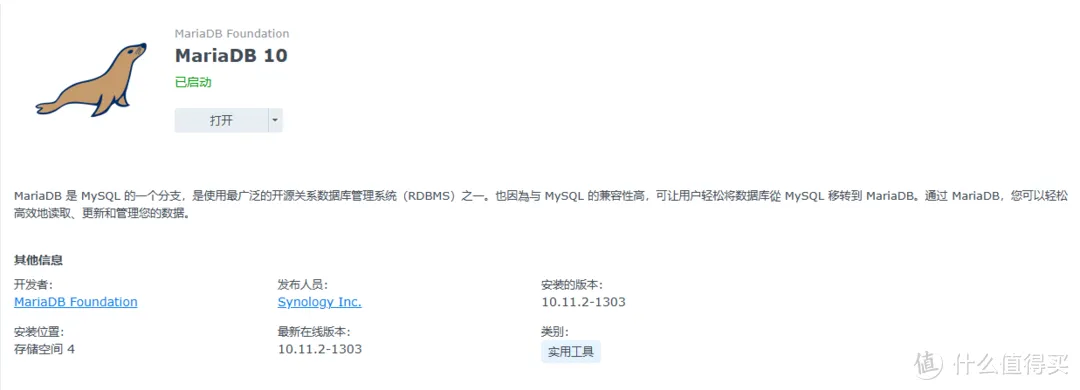 MariaDB Foundation
MariaDB 10
已启动
打开
MariaDB 是 MySQL 的一个分支，是使用最广泛的开源关系数据库管理系统（RDBMS）之一。也因為与 MySQL 的兼容性高，可让用户轻松将数据库從 MySQL 移转到 MariaDB。通过 MariaDB，您可以轻松
高效地读取、更新和管理您的数据。
其他信息
开发者: 发布人员: 安装的版本:
MariaDB Foundation Synology Inc. 10.11.2-1303
安装位置: 最新在线版本: 类别:
存储空间 4 10.11.2-1303 实用工具
值 什么值得买